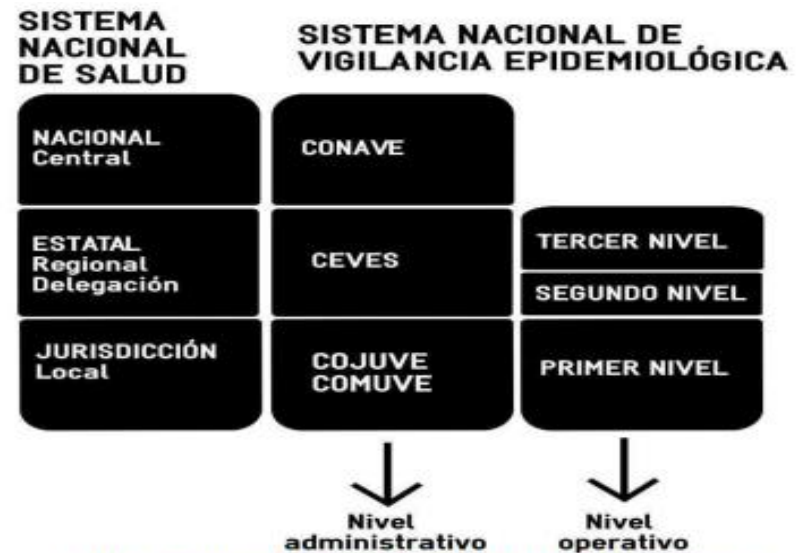 SISTEMA
NACIONAL
DE SALUD
SISTEMA NACIONAL DE
VIGILANCIA EPIDEMIOLÓGICA
NACIONAL
Central
CONAVE
ESTATAL
Regional
Delegación
CEVES
TERCER NIVEL
SEGUNDO NIVEL
JURISDICCIÓN
Local
COJUVE
COMUVE
PRIMER NIVEL
Nivel
administrativo
Nivel
operativo